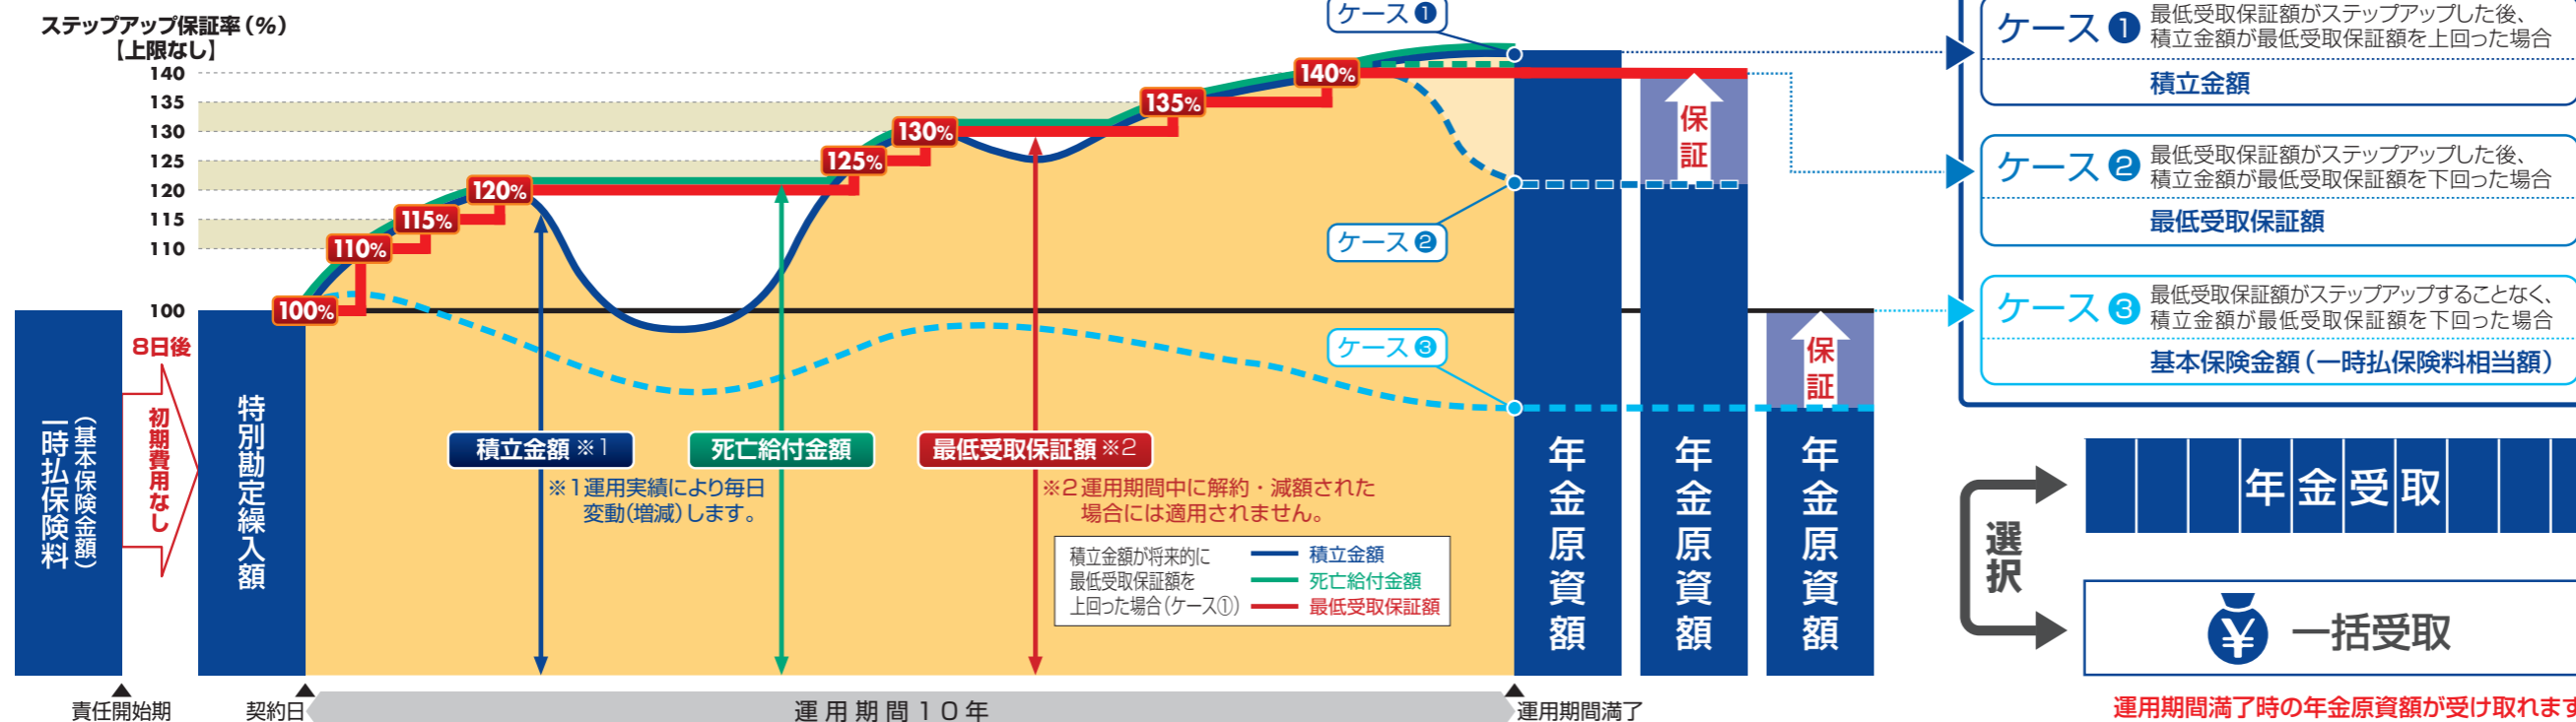 ステップアップ保証率(%)
【上限なし】
140
135
130
125
120
115
110
100
100%
110%
115%
120%
125%
130%
135%
140%
ケース❶
ケース❷
ケース❸
一時払保険料
(基本保険金額)
8日後
初期費用なし
特別勘定繰入額
積立金額 ※1
※1運用実績により毎日
変動(増減)します。
死亡給付金額
最低受取保証額 ※2
※2運用期間中に解約・減額された
場合には適用されません。
積立金額が将来的に
最低受取保証額を
上回った場合(ケース①)
積立金額
死亡給付金額
最低受取保証額
年金原資額
保証
年金原資額
保証
年金原資額
責任開始期
契約日
運用期間10年
運用期間満了
ケース❶
最低受取保証額がステップアップした後、
積立金額が最低受取保証額を上回った場合
積立金額
ケース❷
最低受取保証額がステップアップした後、
積立金額が最低受取保証額を下回った場合
最低受取保証額
ケース❸
最低受取保証額がステップアップすることなく、
積立金額が最低受取保証額を下回った場合
基本保険金額(一時払保険料相当額)
選択
年金受取
¥ 一括受取
運用期間満了時の年金原資額が受け取れます